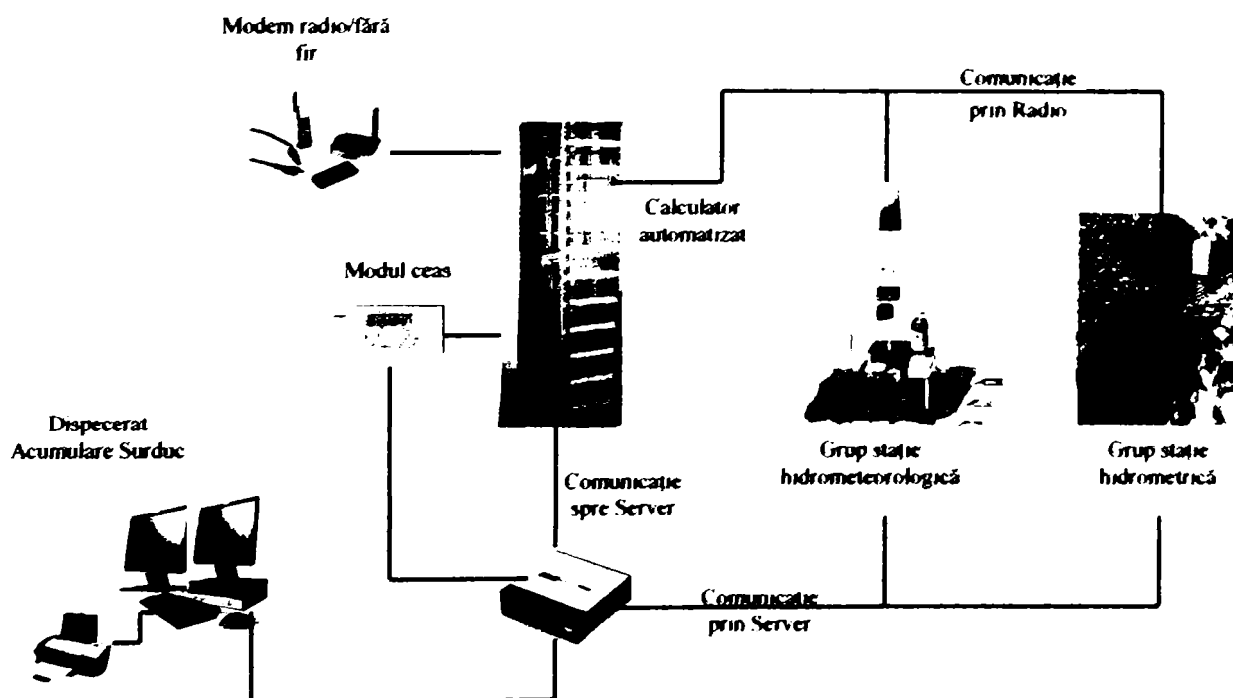 Modem radio/fără
fir
Comunicație
prin Radio
Calculator
automatizat
Modul ceas
Dispecerat
Acumulare Surduc
Grup stație
hidrometeorologică
Grup stație
hidrometrică
Comunicație
spre Server
Comunicație
prin Server